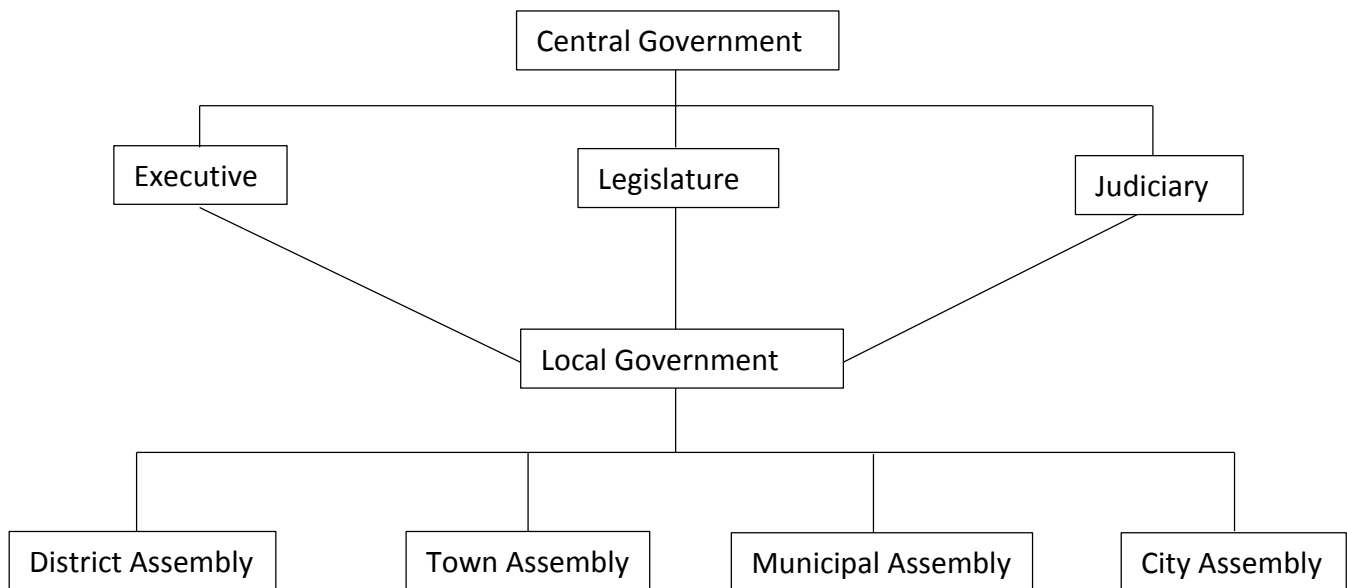 Central Government
Executive
Legislature
Judiciary
Local Government
District Assembly
Town Assembly
Municipal Assembly
City Assembly